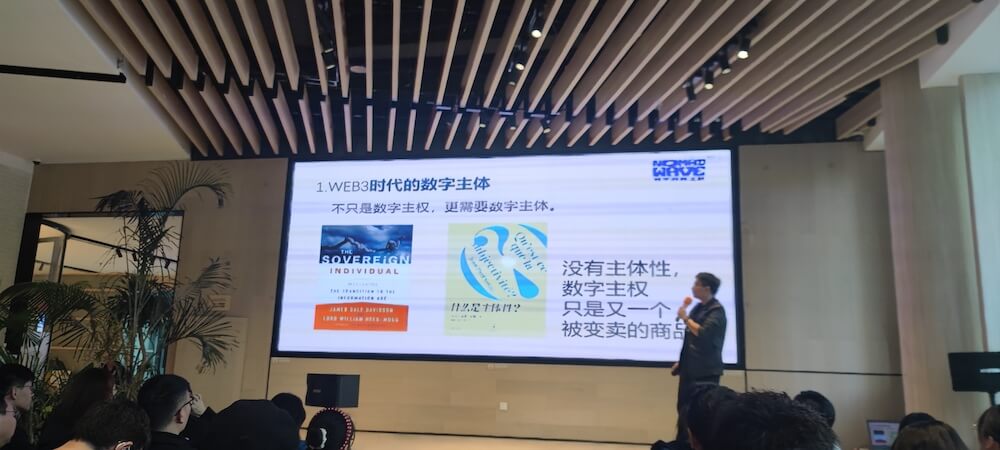 NOMAD
WAVE
1.WEB3时代的数字主体
不只是数字主权，更需要数字主体。
THE
SOVEREIGN
INDIVIDUAL
THE TRANSITION TO THE
INFORMATION AGE
JAMES DALE DAVIDSON
LORD WILLIAM REES-MOGG
Qu'est-ce
que la
subjectivité?
什么是主体性?
没有主体性，
数字主权
只是又一个
被变卖的商品